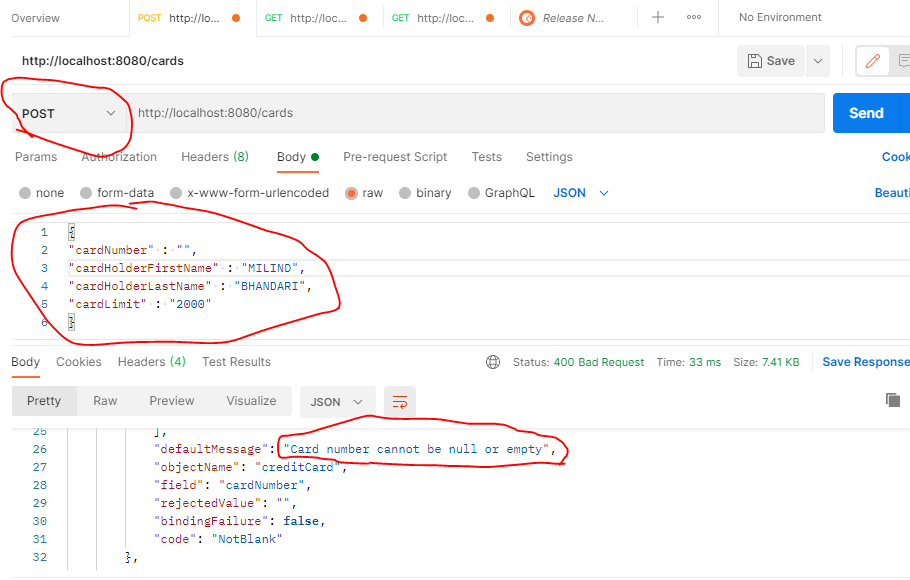 Overview POST http://lo... GET http://loc... GET http://loc... Release N... No Environment
http://localhost:8080/cards Save
POST http://localhost:8080/cards Send
Params Authorization Headers (8) Body Pre-request Script Tests Settings Cook
none form-data x-www-form-urlencoded raw binary GraphQL JSON Beauti
1 {
2 "cardNumber" : "",
3 "cardHolderFirstName" : "MILIND",
4 "cardHolderLastName" : "BHANDARI",
5 "cardLimit" : "2000"
6 }
Body Cookies Headers (4) Test Results Status: 400 Bad Request Time: 33 ms Size: 7.41 KB Save Response
Pretty Raw Preview Visualize JSON
25 ],
26 "defaultMessage": "Card number cannot be null or empty",
27 "objectName": "creditCard",
28 "field": "cardNumber",
29 "rejectedValue": "",
30 "bindingFailure": false,
31 "code": "NotBlank"
32 },